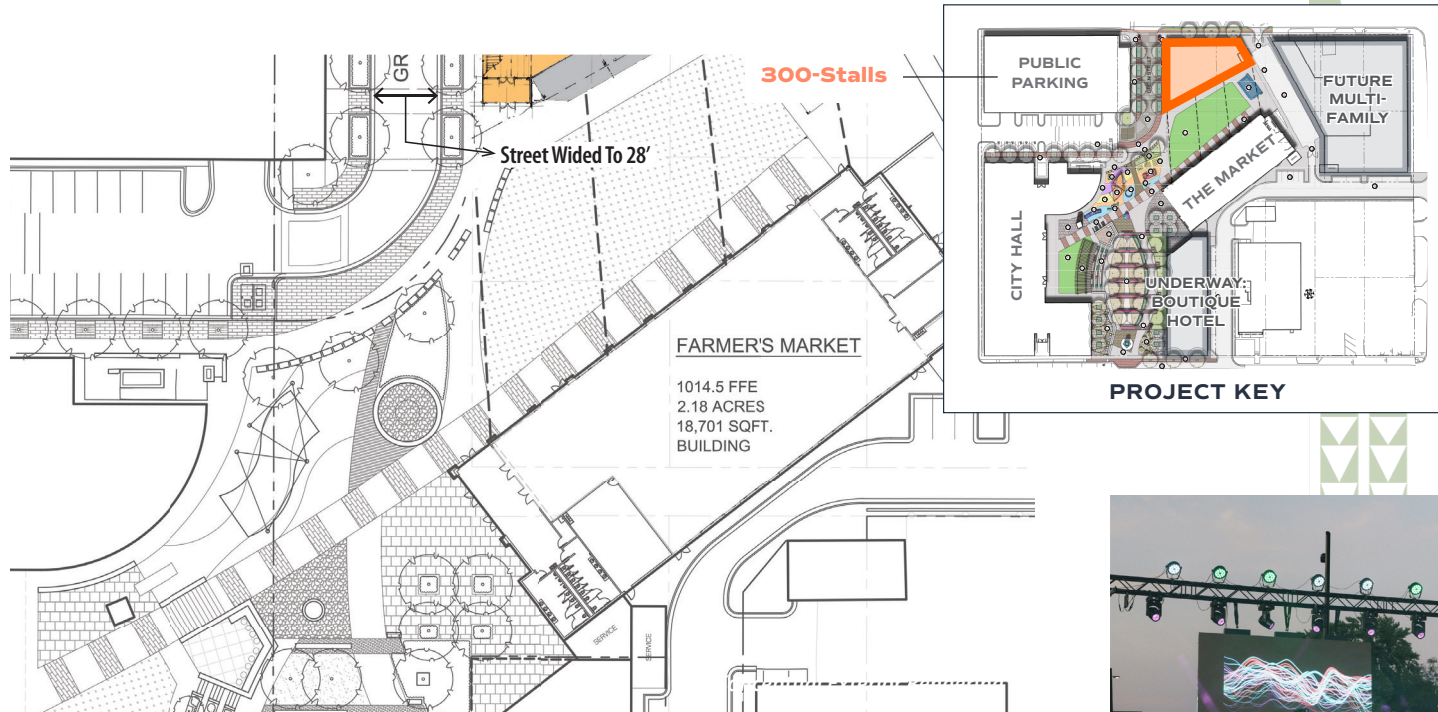 GR
Street Wided To 28'
300-Stalls
FARMER'S MARKET
1014.5 FFE
2.18 ACRES
18,701 SQFT.
BUILDING
SERVICE
SERVICE
PUBLIC
PARKING
FUTURE
MULTI-
FAMILY
THE MARKET
CITY HALL
UNDERWAY:
BOUTIQUE
HOTEL
PROJECT KEY